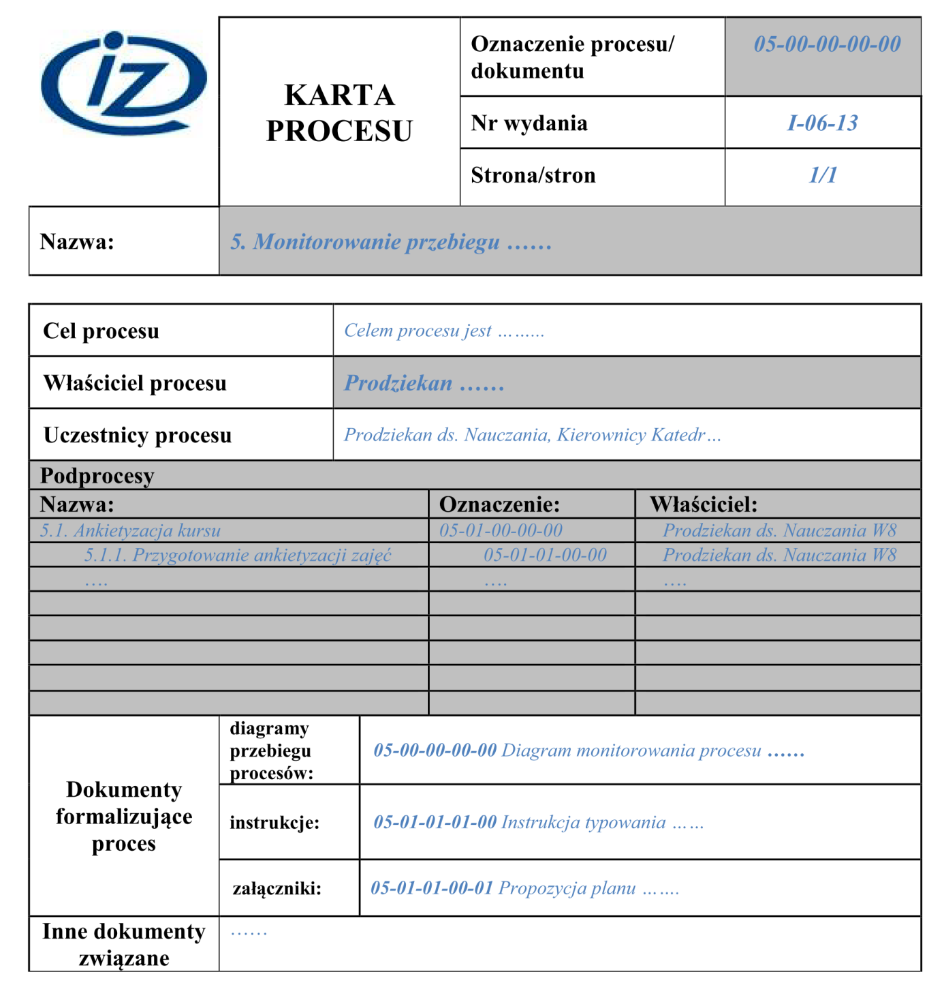 iz
KARTA
PROCESU
Oznaczenie procesu/
dokumentu
05-00-00-00-00
Nr wydania
I-06-13
Strona/stron
1/1
Nazwa:
5. Monitorowanie przebiegu ……
Cel procesu
Celem procesu jest ……...
Właściciel procesu
Prodziekan ……
Uczestnicy procesu
Prodziekan ds. Nauczania, Kierownicy Katedr…
Podprocesy
Nazwa: Oznaczenie: Właściciel:
5.1. Ankietyzacja kursu 05-01-00-00-00 Prodziekan ds. Nauczania W8
5.1.1. Przygotowanie ankietyzacji zajęć 05-01-01-00-00 Prodziekan ds. Nauczania W8
…. …. ….
Dokumenty
formalizujące
proces
diagramy
przebiegu
procesów:
05-00-00-00-00 Diagram monitorowania procesu ……
instrukcje:
05-01-01-01-00 Instrukcja typowania ……
załączniki:
05-01-01-00-01 Propozycja planu …….
Inne dokumenty
związane
……